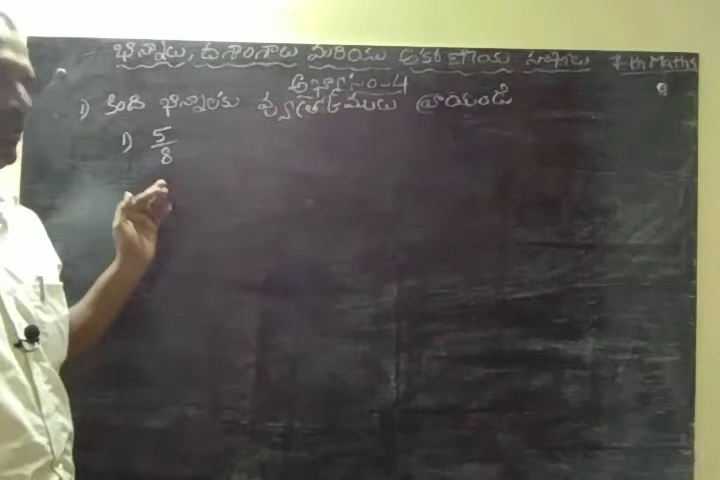 భిన్నాలు, దశాంశాలు మరియు అకరణీయ సంఖ్యలు 7th Maths
అభ్యాసం-4
1) కింది భిన్నాలకు వ్యుత్క్రమములు వ్రాయండి
1) 5/8